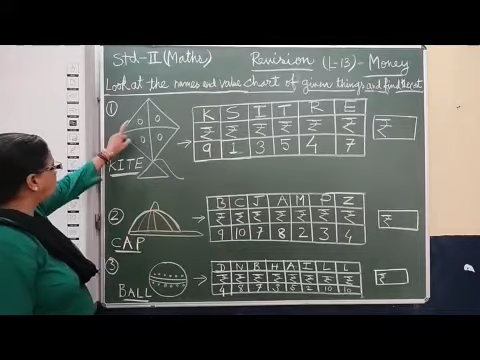 Std-II (Maths) Revision (L-13) - Money
Look at the names and value chart of given things and find the cost
① KITE
K S I T R E
₹ ₹ ₹ ₹ ₹ ₹
9 1 3 5 4 7
₹
② CAP
B C J A M P Z
₹ ₹ ₹ ₹ ₹ ₹ ₹
9 10 7 8 2 3 4
₹
③ BALL
D N B H A I L L
₹ ₹ ₹ ₹ ₹ ₹ ₹ ₹
₹